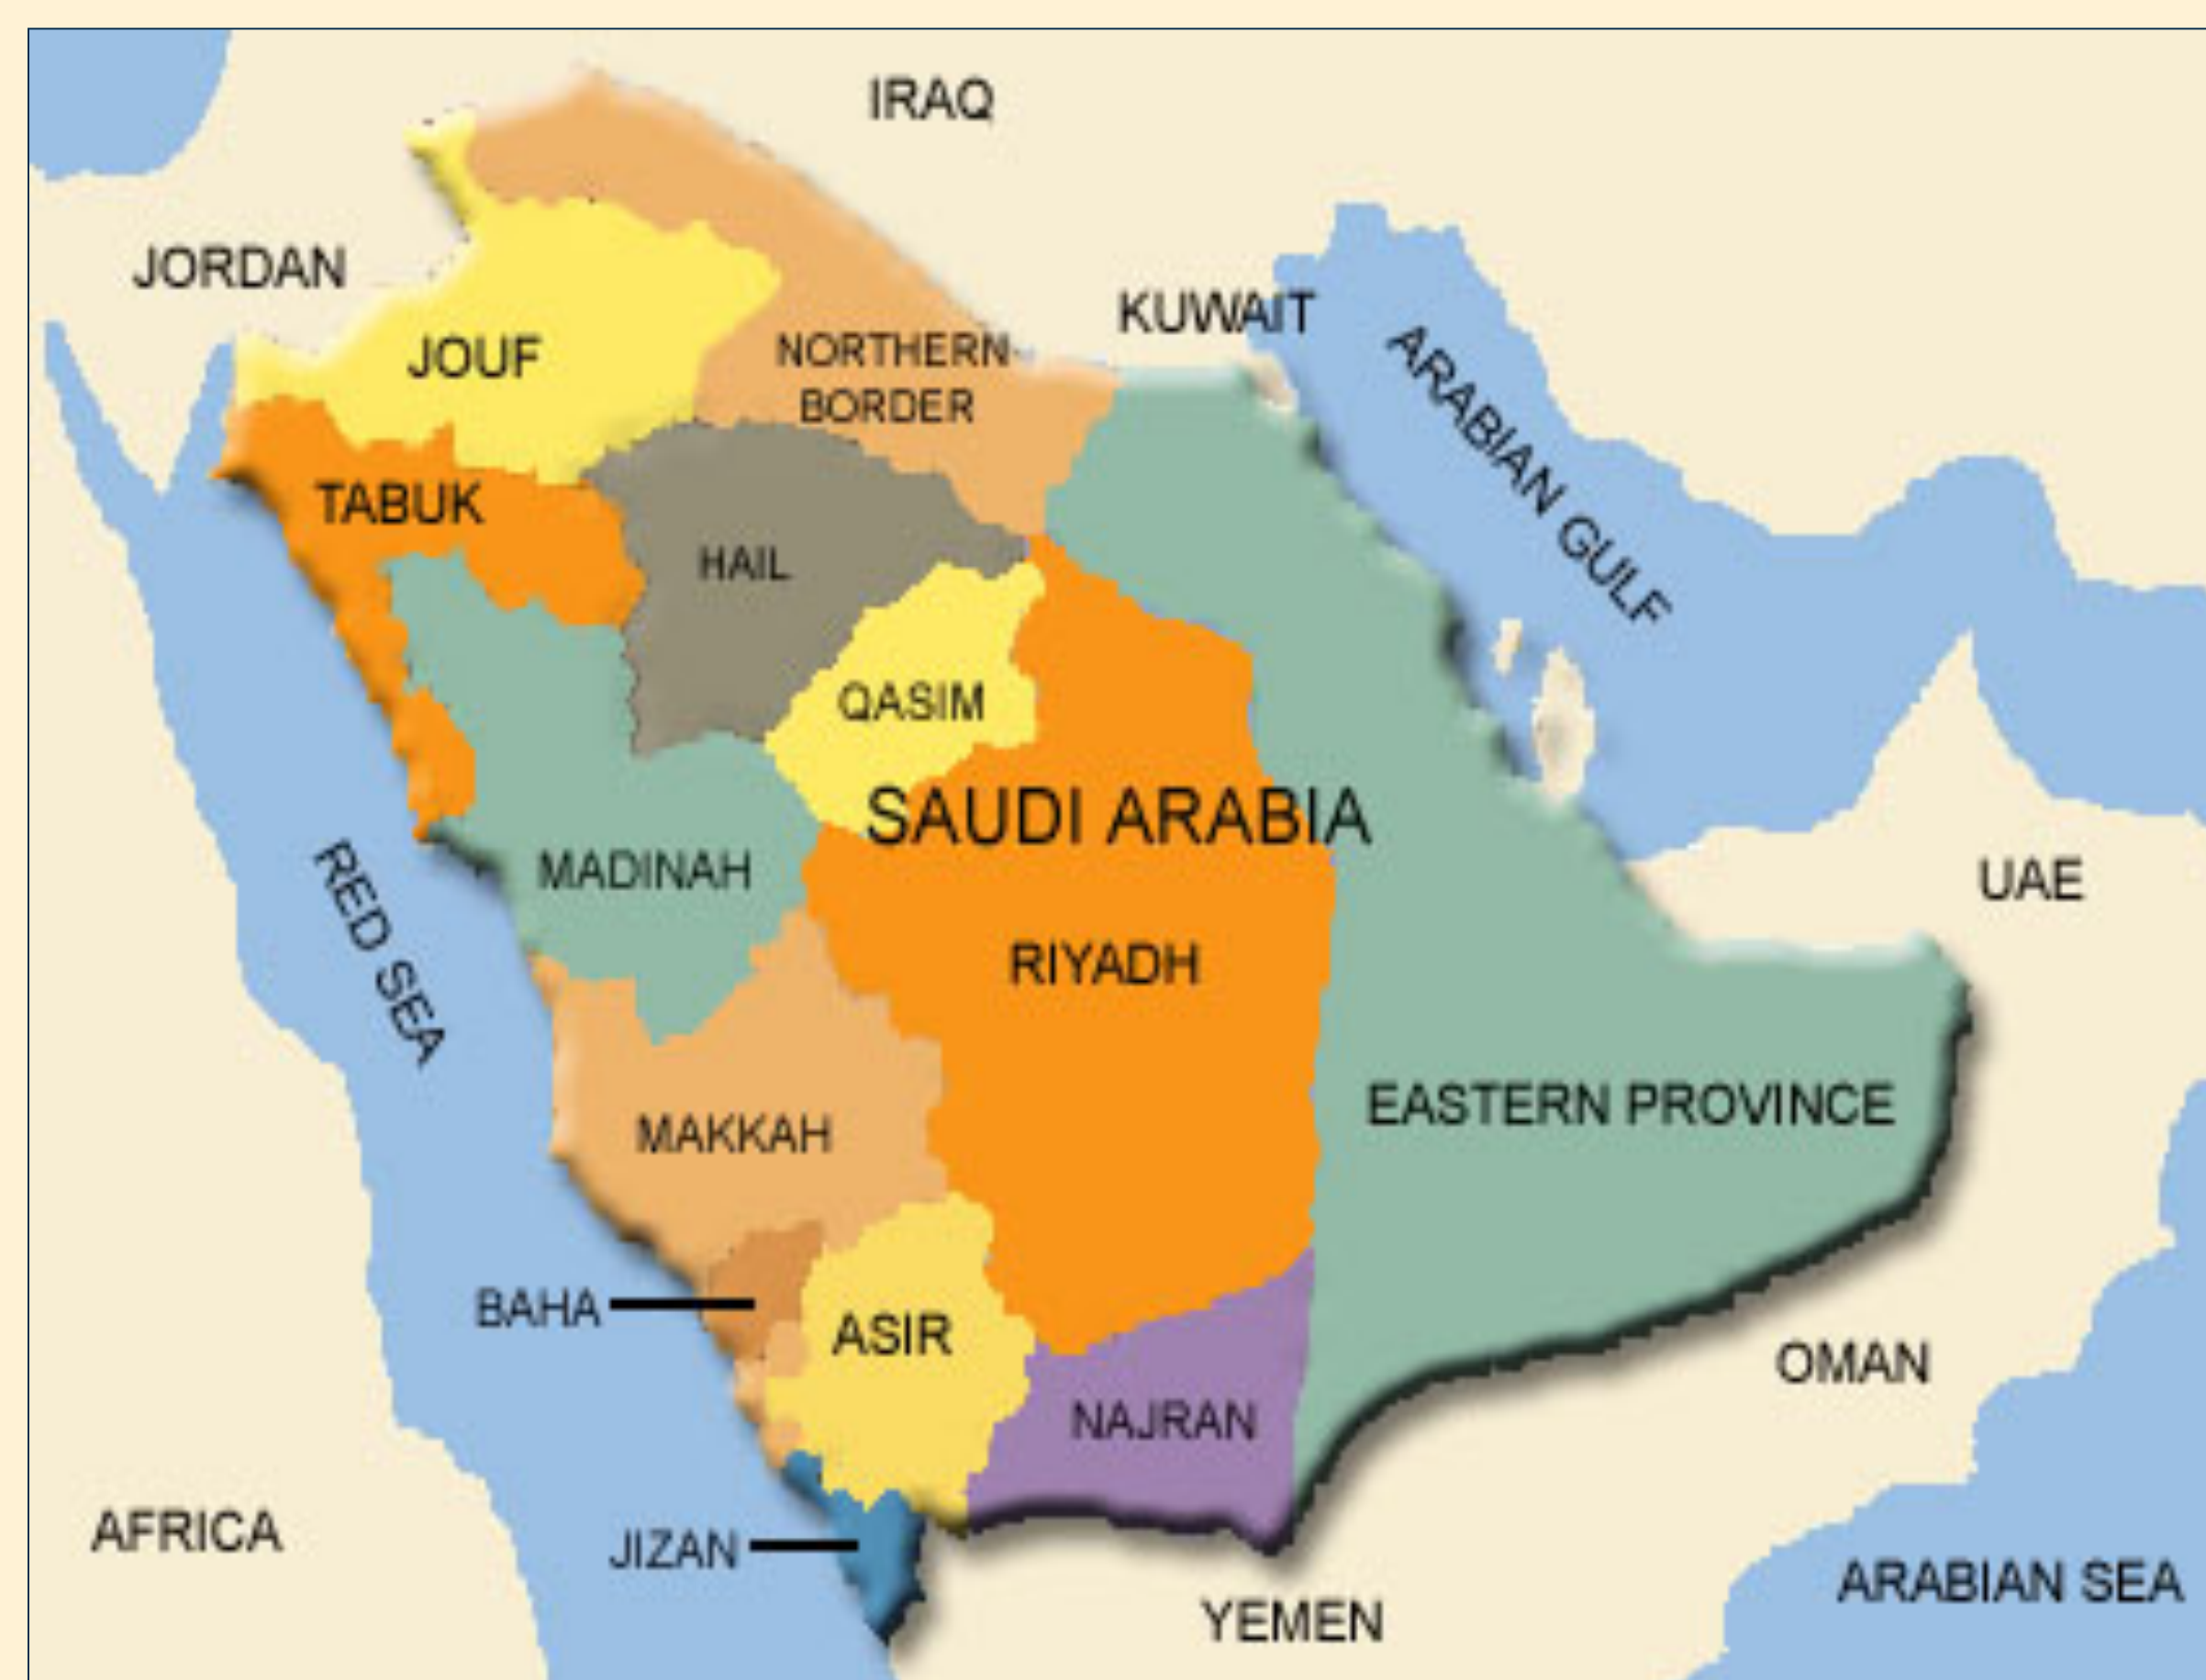 IRAQ
JORDAN
KUWAIT
JOUF
NORTHERN
BORDER
ARABIAN GULF
TABUK
HAIL
QASIM
SAUDI ARABIA
MADINAH
UAE
RED SEA
RIYADH
EASTERN PROVINCE
MAKKAH
BAHA
ASIR
OMAN
NAJRAN
AFRICA
JIZAN
ARABIAN SEA
YEMEN